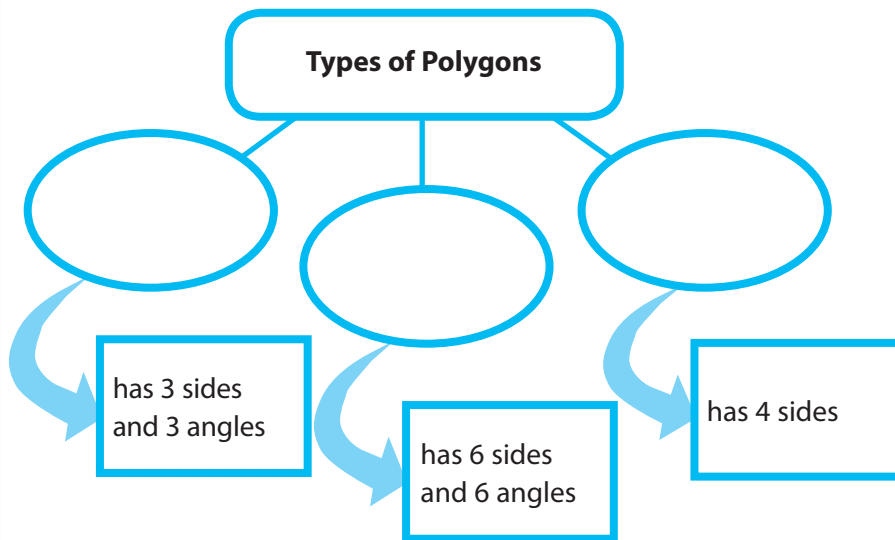 Types of Polygons
has 3 sides
and 3 angles
has 6 sides
and 6 angles
has 4 sides